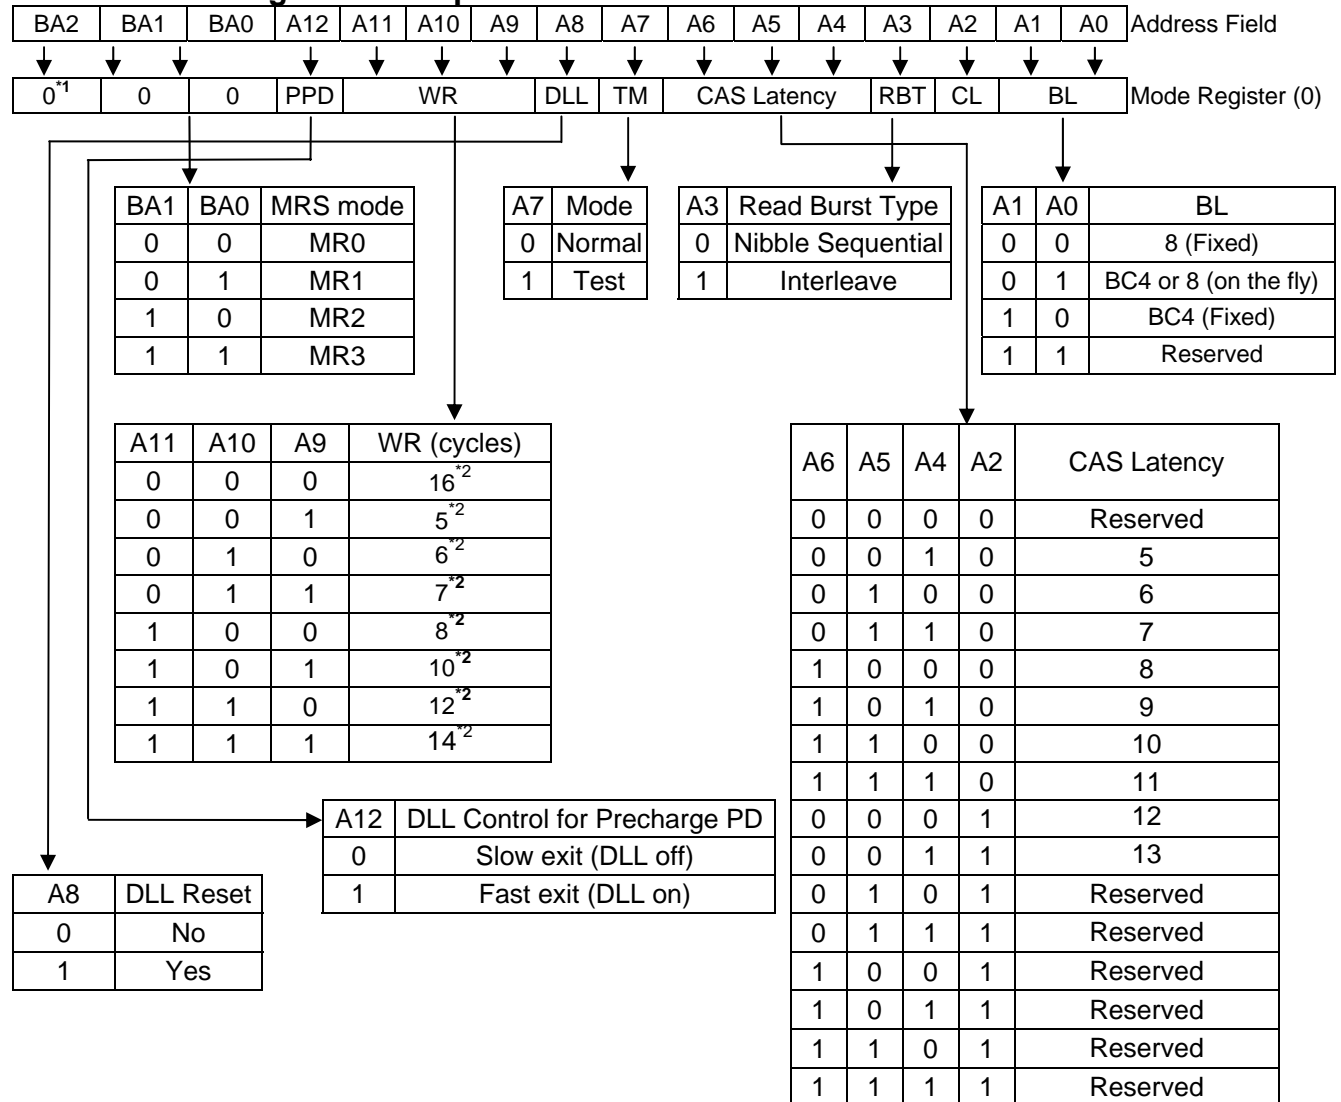 BA2 BA1 BA0 A12 A11 A10 A9 A8 A7 A6 A5 A4 A3 A2 A1 A0 Address Field
0*1 0 0 PPD WR DLL TM CAS Latency RBT CL BL Mode Register (0)
BA1 BA0 MRS mode
0 0 MR0
0 1 MR1
1 0 MR2
1 1 MR3
A7 Mode
0 Normal
1 Test
A3 Read Burst Type
0 Nibble Sequential
1 Interleave
A1 A0 BL
0 0 8 (Fixed)
0 1 BC4 or 8 (on the fly)
1 0 BC4 (Fixed)
1 1 Reserved
A11 A10 A9 WR (cycles)
0 0 0 16*2
0 0 1 5*2
0 1 0 6*2
0 1 1 7*2
1 0 0 8*2
1 0 1 10*2
1 1 0 12*2
1 1 1 14*2
A6 A5 A4 A2 CAS Latency
0 0 0 0 Reserved
0 0 1 0 5
0 1 0 0 6
0 1 1 0 7
1 0 0 0 8
1 0 1 0 9
1 1 0 0 10
1 1 1 0 11
0 0 0 1 12
0 0 1 1 13
0 1 0 1 Reserved
0 1 1 1 Reserved
1 0 0 1 Reserved
1 0 1 1 Reserved
1 1 0 1 Reserved
1 1 1 1 Reserved
A12 DLL Control for Precharge PD
0 Slow exit (DLL off)
1 Fast exit (DLL on)
A8 DLL Reset
0 No
1 Yes